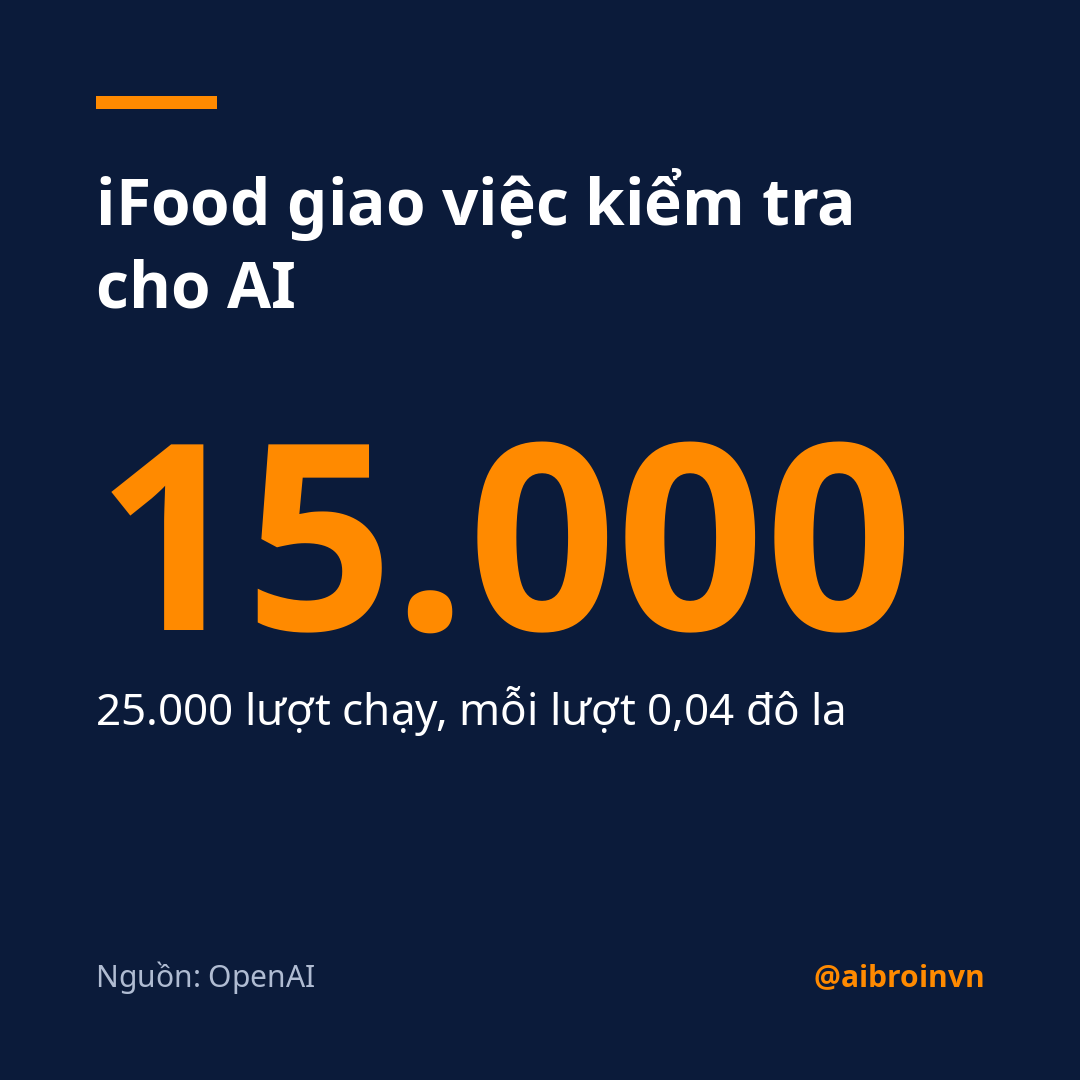 iFood giao việc kiểm tra
cho AI
15.000
25.000 lượt chạy, mỗi lượt 0,04 đô la
Nguồn: OpenAI
@aibroinvn